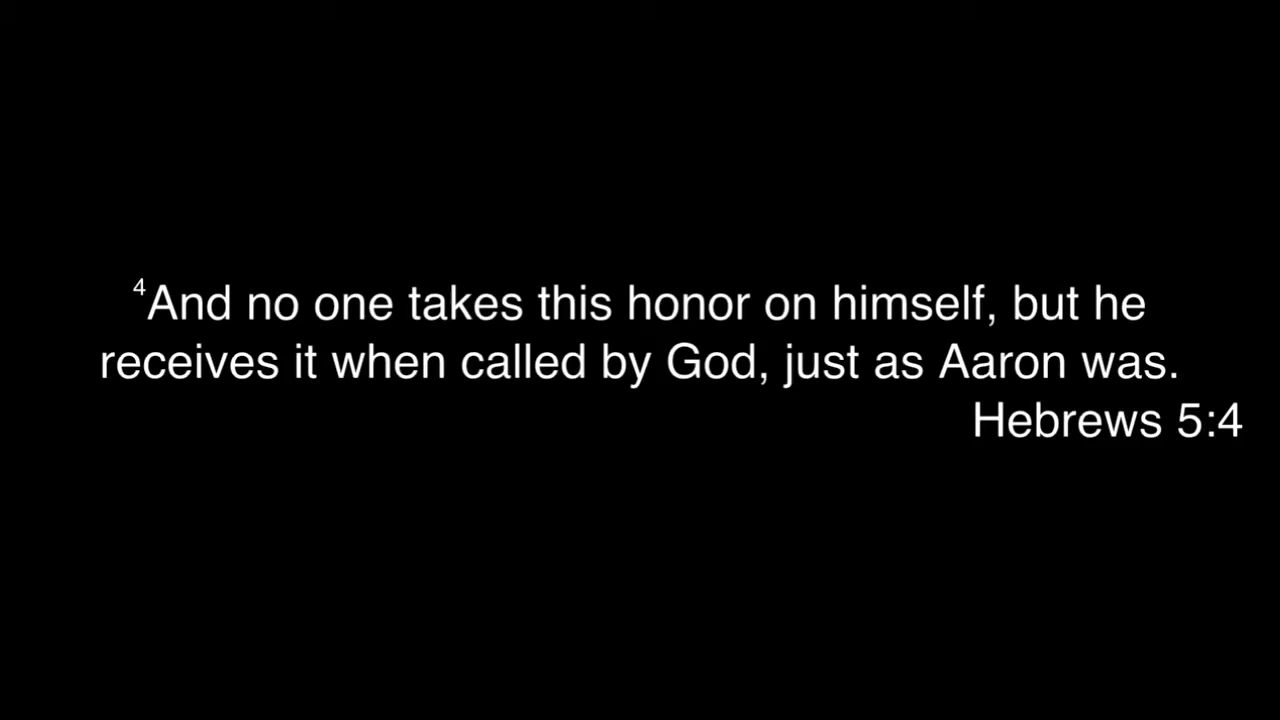 ⁴And no one takes this honor on himself, but he
receives it when called by God, just as Aaron was.
Hebrews 5:4